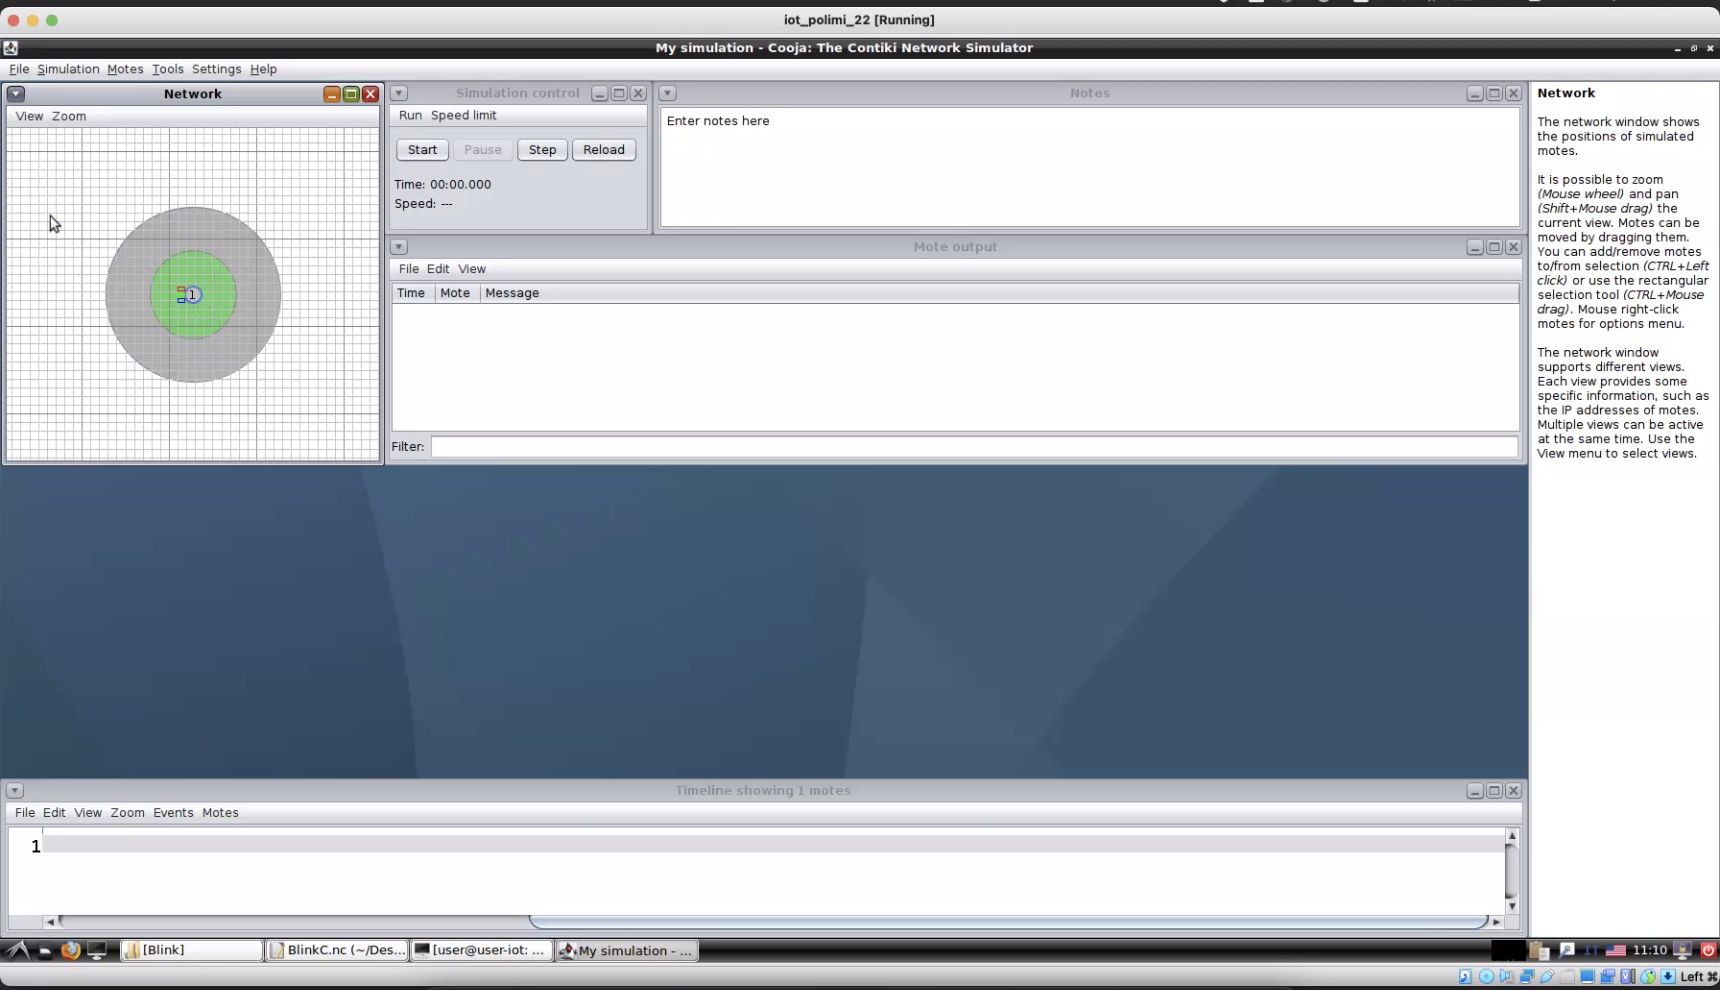 iot_polimi_22 [Running]
My simulation - Cooja: The Contiki Network Simulator
File Simulation Motes Tools Settings Help
Network
View Zoom
1
Simulation control
Run Speed limit
Start Pause Step Reload
Time: 00:00.000
Speed: ---
Notes
Enter notes here
Mote output
File Edit View
Time Mote Message
Filter:
Network
The network window shows
the positions of simulated
motes.
It is possible to zoom
(Mouse wheel) and pan
(Shift+Mouse drag) the
current view. Motes can be
moved by dragging them.
You can add/remove motes
to/from selection (CTRL+Left
click) or use the rectangular
selection tool (CTRL+Mouse
drag). Mouse right-click
motes for options menu.
The network window
supports different views.
Each view provides some
specific information, such as
the IP addresses of motes.
Multiple views can be active
at the same time. Use the
View menu to select views.
Timeline showing 1 motes
File Edit View Zoom Events Motes
1
[Blink] BlinkC.nc (~/Des... [user@user-iot: ... My simulation - ... IT 11:10
Left ⌘